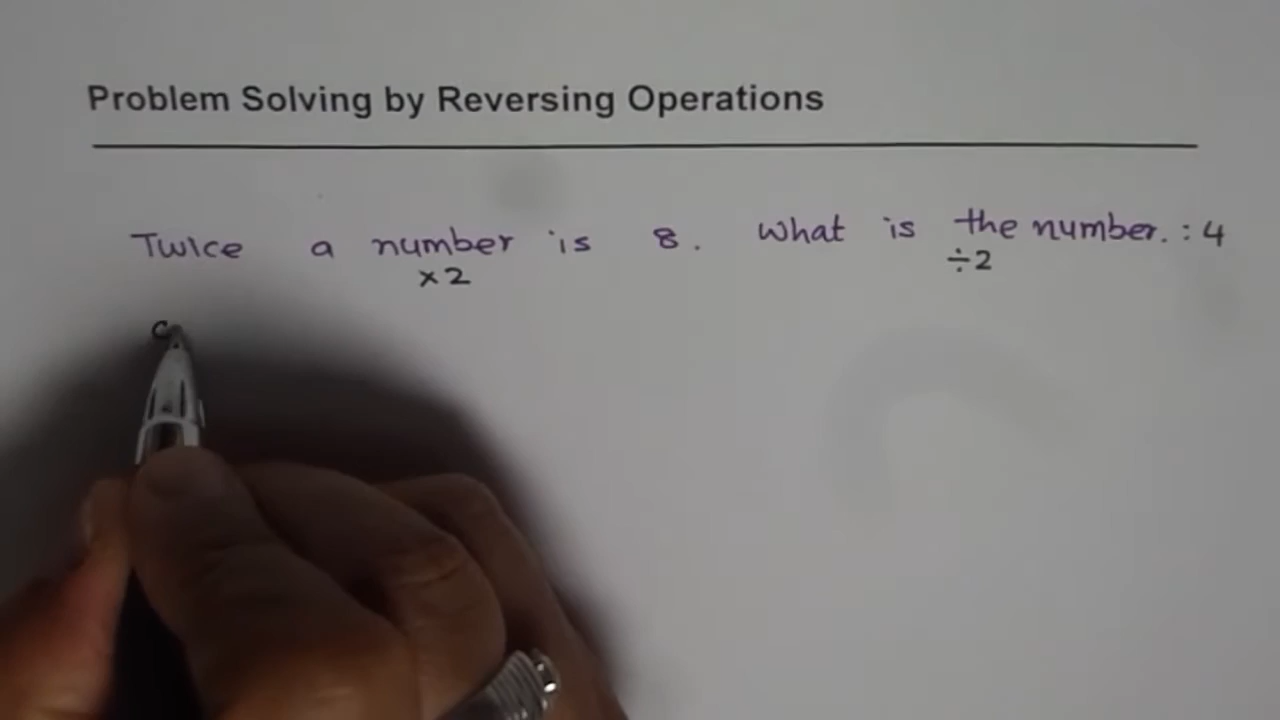 Problem Solving by Reversing Operations
Twice a number is 8. What is the number. : 4
×2 ÷2